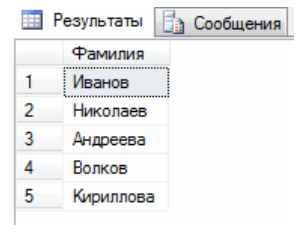 Результаты Сообщения
Фамилия
1 Иванов
2 Николаев
3 Андреева
4 Волков
5 Кириллова